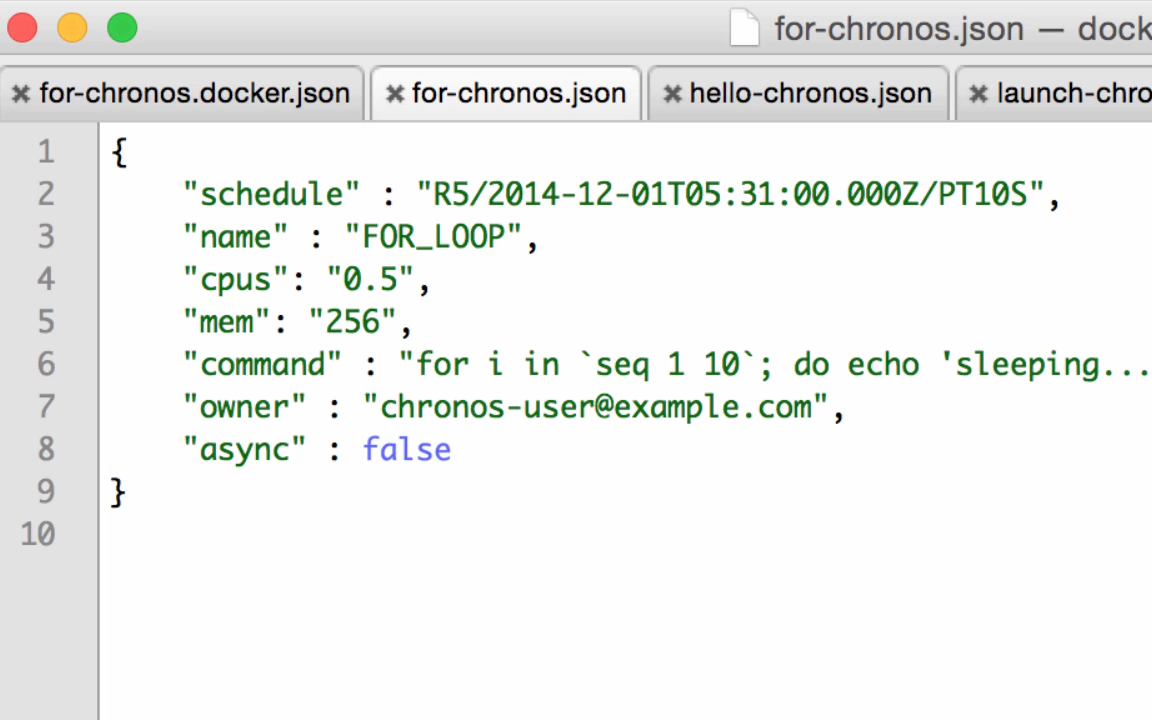 for-chronos.json — dock
for-chronos.docker.json for-chronos.json hello-chronos.json launch-chro
1 {
2 "schedule" : "R5/2014-12-01T05:31:00.000Z/PT10S",
3 "name" : "FOR_LOOP",
4 "cpus": "0.5",
5 "mem": "256",
6 "command" : "for i in `seq 1 10`; do echo 'sleeping...
7 "owner" : "chronos-user@example.com",
8 "async" : false
9 }
10